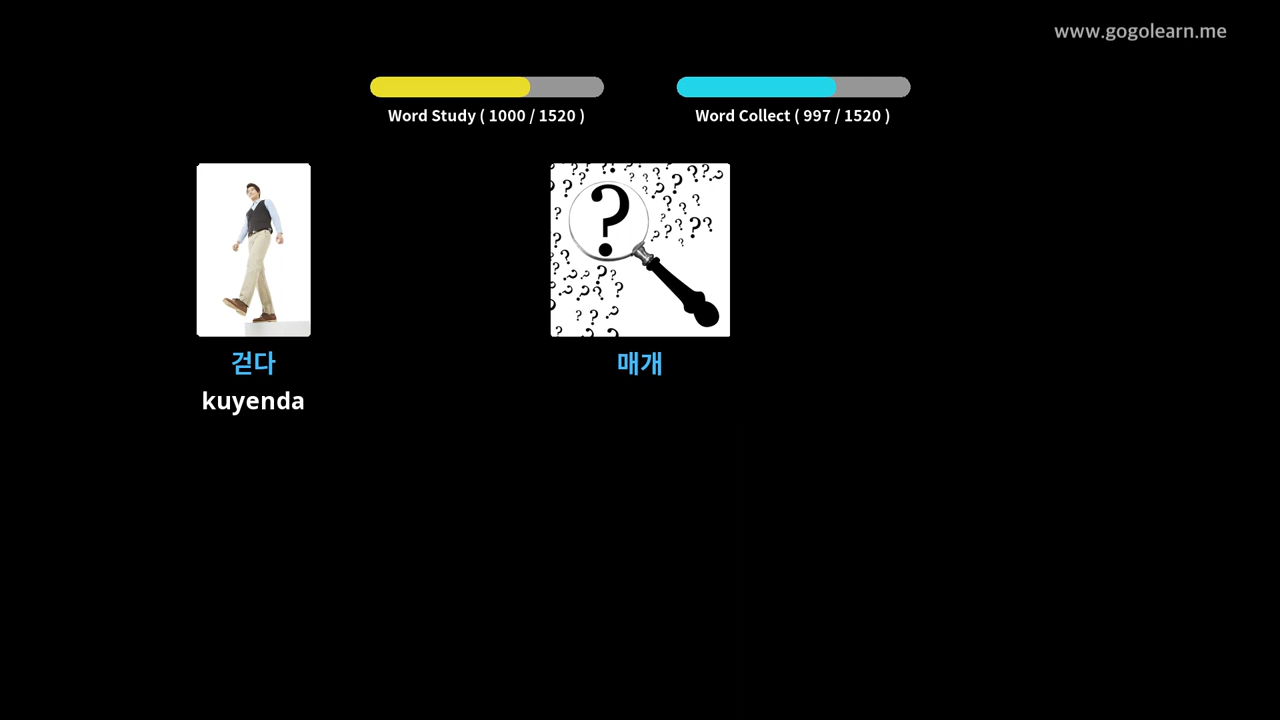 www.gogolearn.me
Word Study ( 1000 / 1520 )
Word Collect ( 997 / 1520 )
걷다
kuyenda
매개